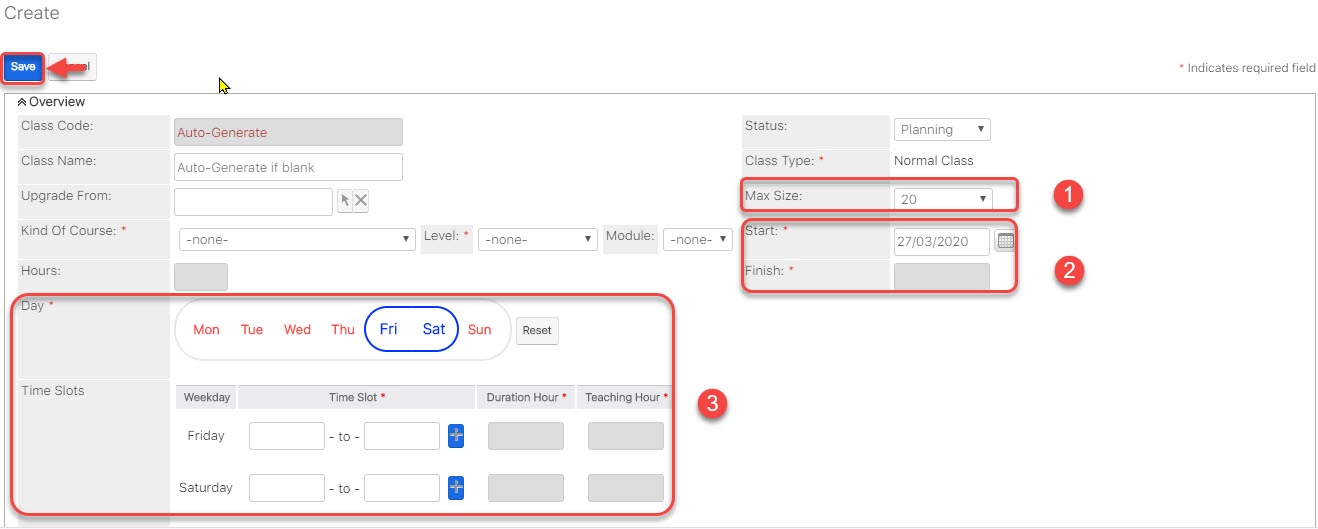 Create
Save
* Indicates required field
Overview
Class Code: Auto-Generate Status: Planning
Class Name: Auto-Generate if blank Class Type: * Normal Class
Upgrade From: Max Size: 20 1
Kind Of Course: * -none- Level: * -none- Module: -none- Start: * 27/03/2020
Hours: Finish: * 2
Day * Mon Tue Wed Thu Fri Sat Sun Reset
Time Slots Weekday Time Slot * Duration Hour * Teaching Hour * 3
Friday - to -
Saturday - to -